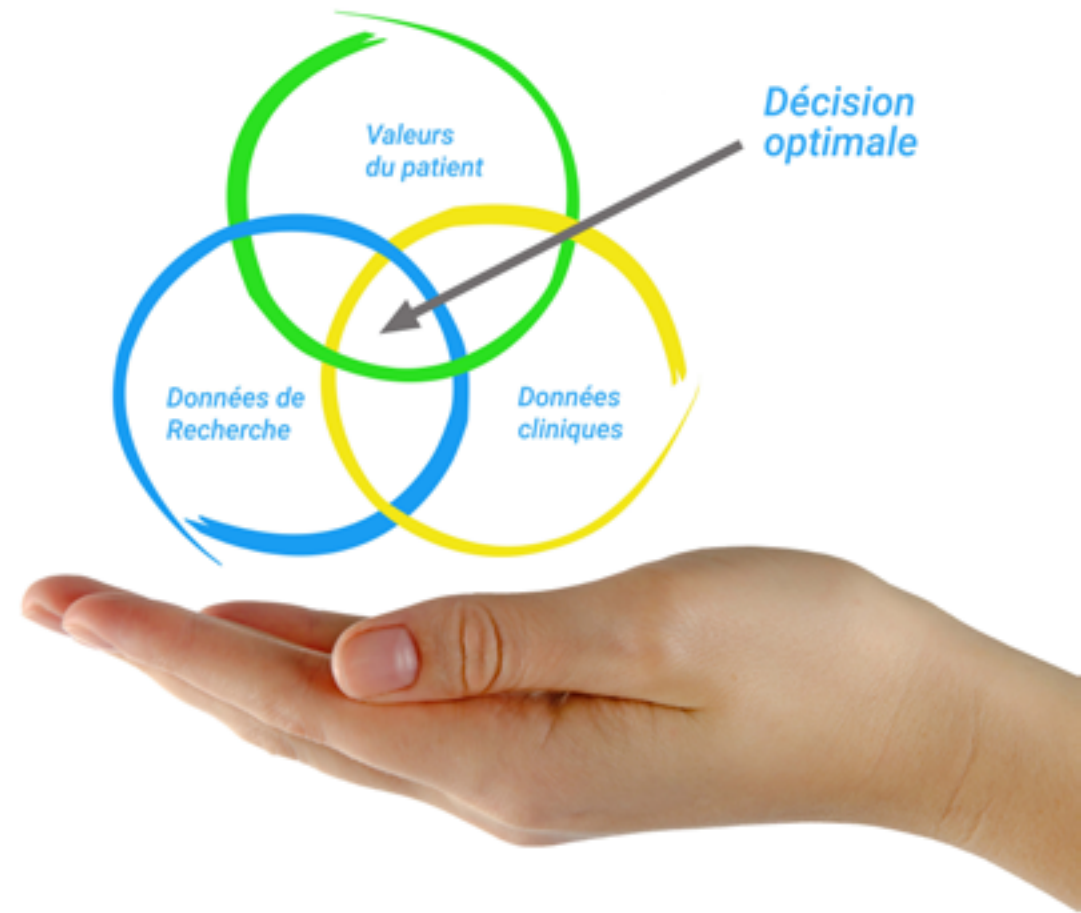 Valeurs
du patient
Décision
optimale
Données de
Recherche
Données
cliniques